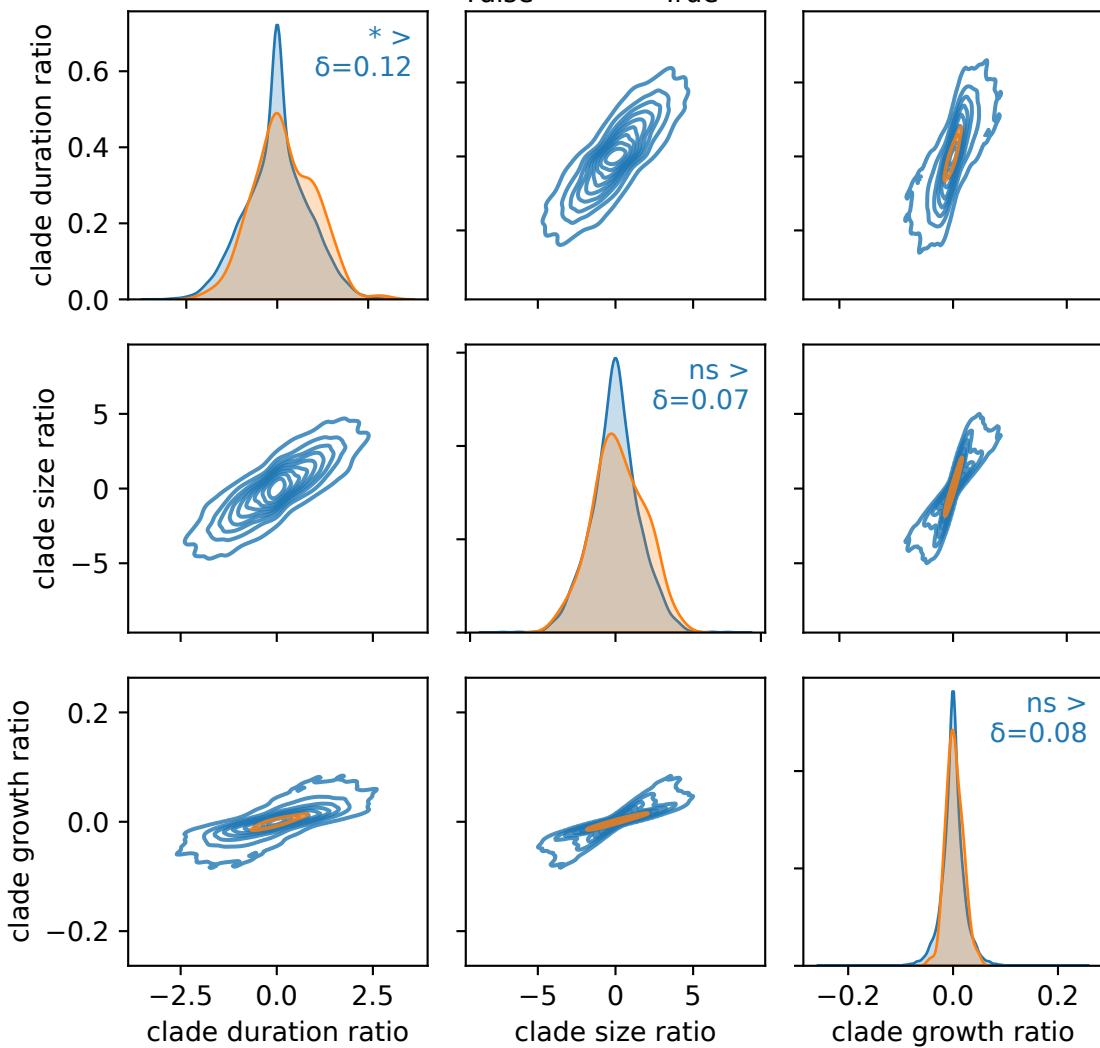 * >
δ=0.12
clade duration ratio
0.6
0.4
0.2
0.0
ns >
δ=0.07
clade size ratio
5
0
−5
ns >
δ=0.08
clade growth ratio
0.2
0.0
−0.2
−2.5 0.0 2.5 −5 0 5 −0.2 0.0 0.2
clade duration ratio clade size ratio clade growth ratio